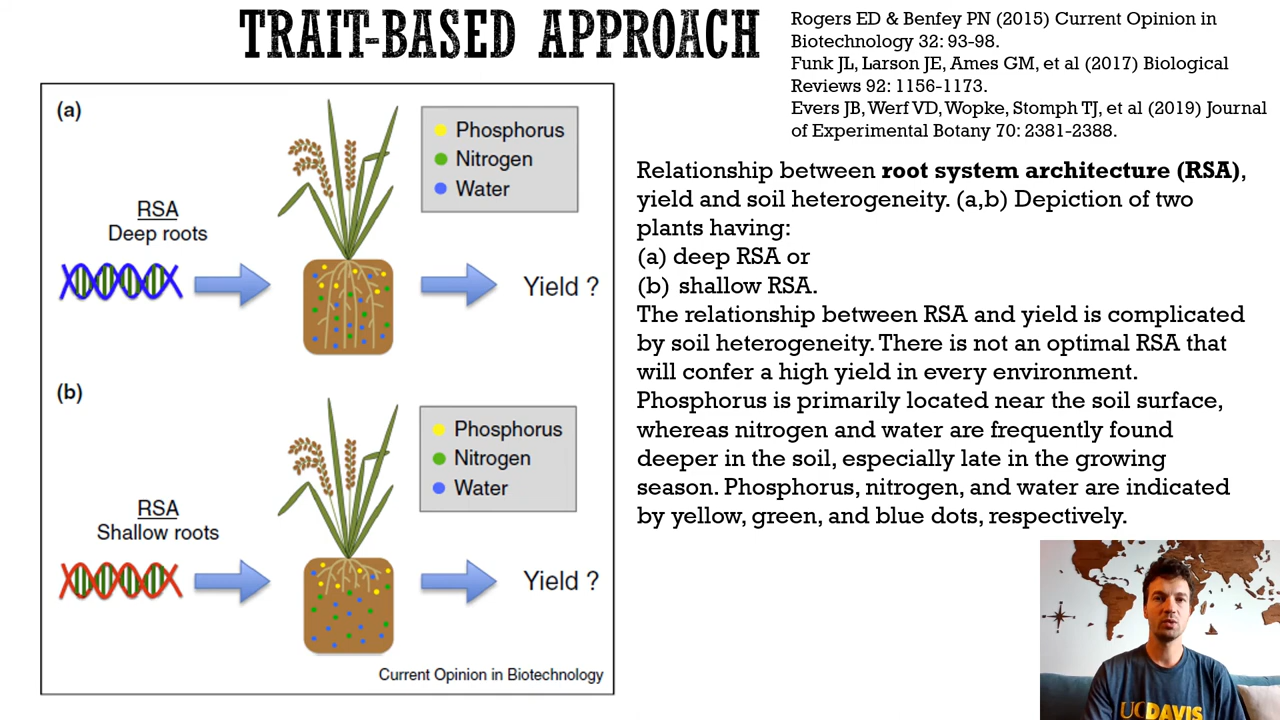 TRAIT-BASED APPROACH
Rogers ED & Benfey PN (2015) Current Opinion in
Biotechnology 32: 93-98.
Funk JL, Larson JE, Ames GM, et al (2017) Biological
Reviews 92: 1156-1173.
Evers JB, Werf VD, Wopke, Stomph TJ, et al (2019) Journal
of Experimental Botany 70: 2381-2388.
(a)
Phosphorus
Nitrogen
Water
RSA
Deep roots
Yield ?
(b)
Phosphorus
Nitrogen
Water
RSA
Shallow roots
Yield ?
Current Opinion in Biotechnology
Relationship between root system architecture (RSA),
yield and soil heterogeneity. (a,b) Depiction of two
plants having:
(a) deep RSA or
(b) shallow RSA.
The relationship between RSA and yield is complicated
by soil heterogeneity. There is not an optimal RSA that
will confer a high yield in every environment.
Phosphorus is primarily located near the soil surface,
whereas nitrogen and water are frequently found
deeper in the soil, especially late in the growing
season. Phosphorus, nitrogen, and water are indicated
by yellow, green, and blue dots, respectively.
UC DAVIS